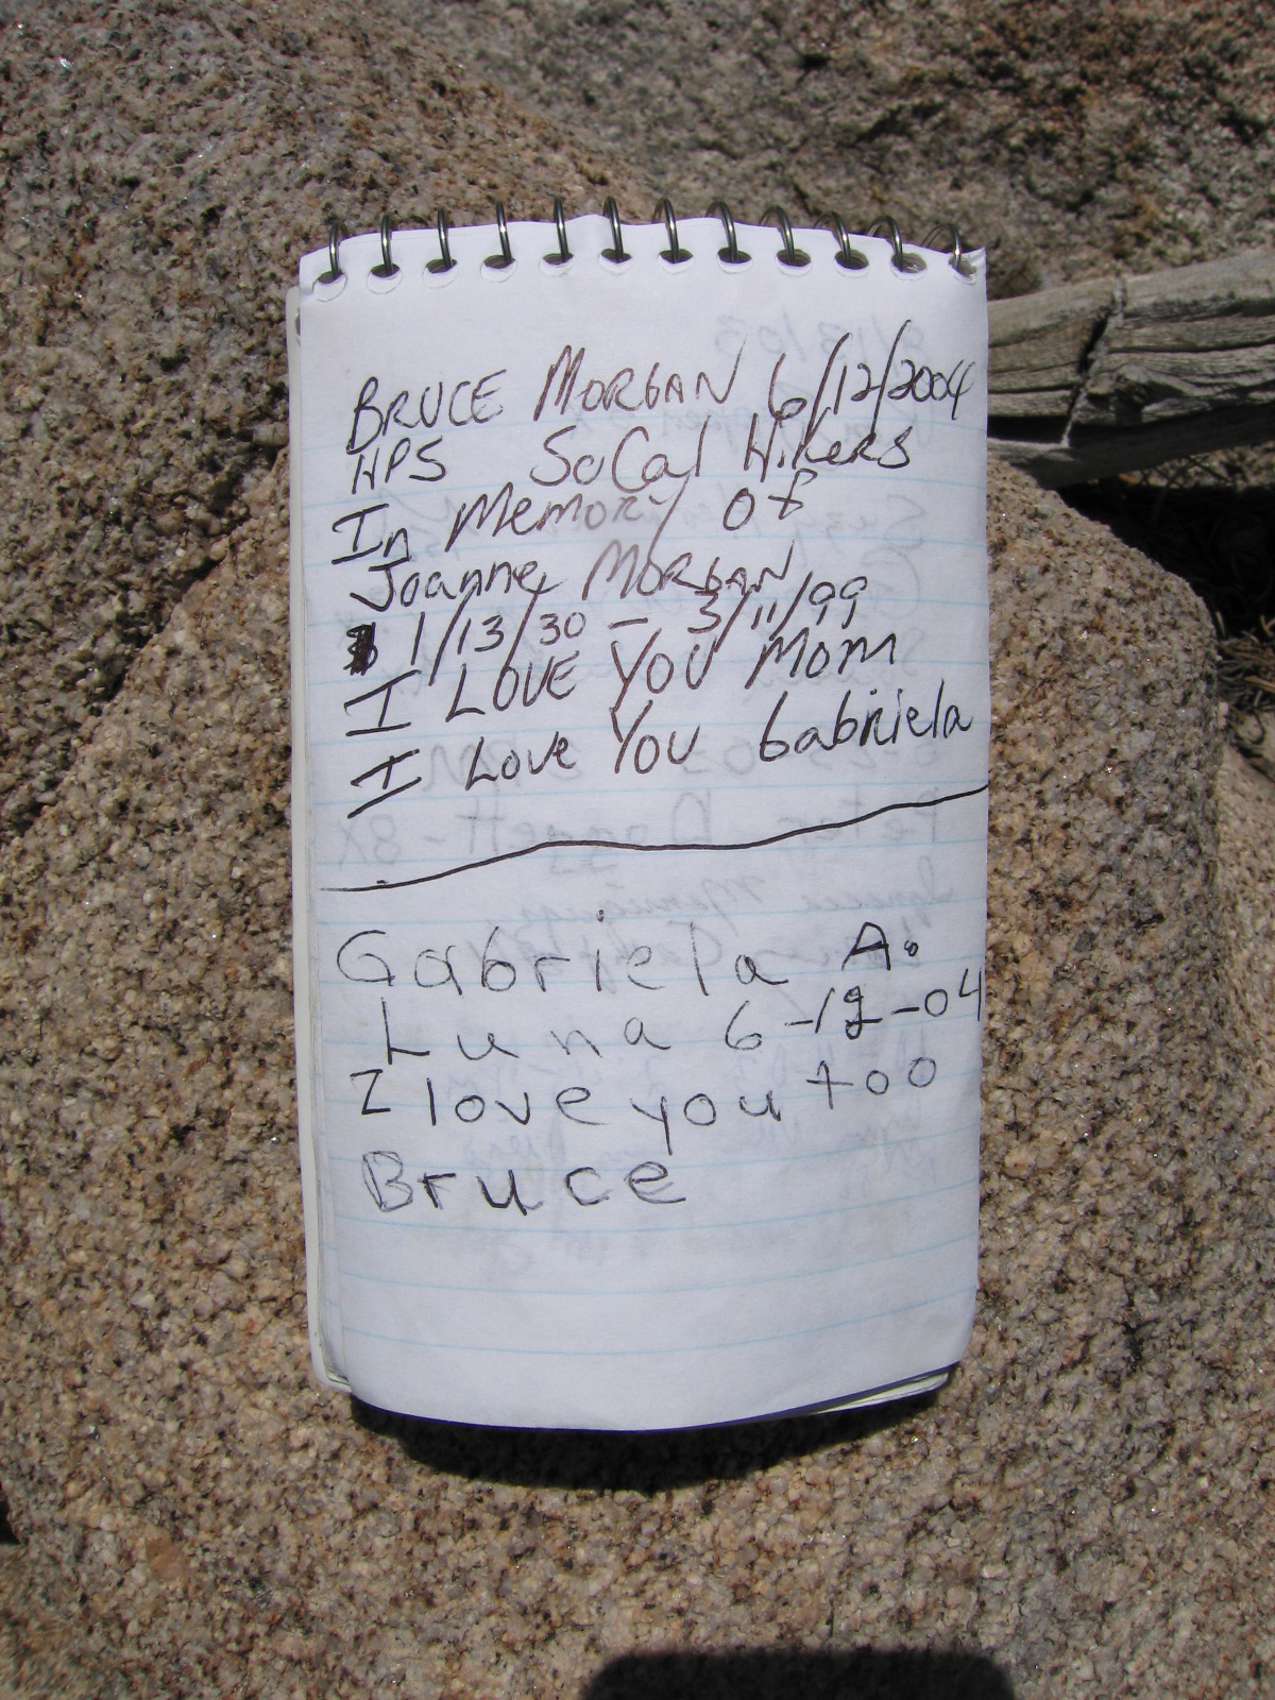 BRUCE MORGAN 6/12/2004
HPS SoCal Hikers
In Memory of
Joanne MORGAN
1/13/30 – 3/11/99
I LOVE YOU MOM
I Love YOU Gabriela
Gabriela A.
Luna 6-12-04
I love you too
Bruce